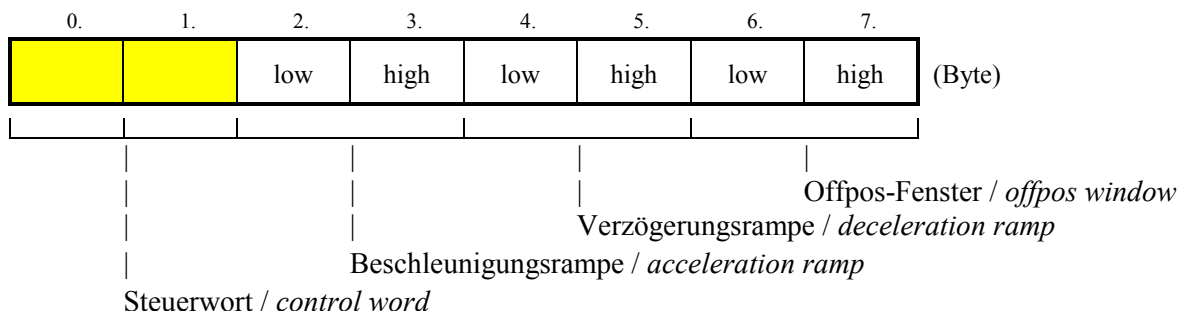 0. 1. 2. 3. 4. 5. 6. 7.
low high low high low high (Byte)
Offpos-Fenster / offpos window
Verzögerungsrampe / deceleration ramp
Beschleunigungsrampe / acceleration ramp
Steuerwort / control word